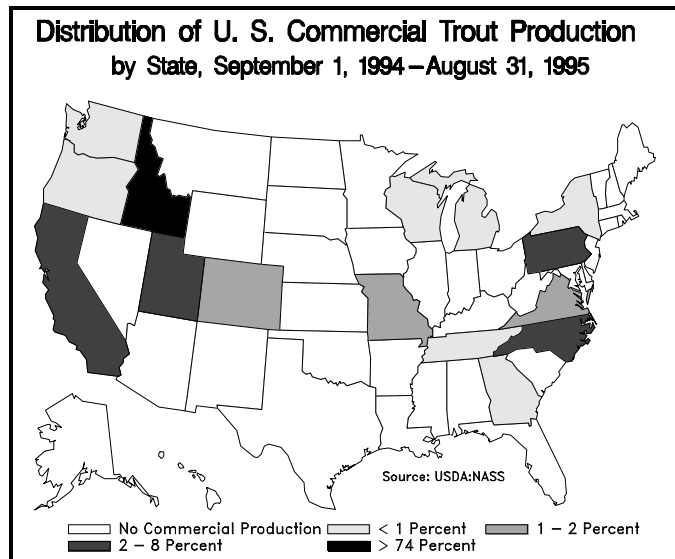 Distribution of U. S. Commercial Trout Production
by State, September 1, 1994–August 31, 1995
Source: USDA:NASS
No Commercial Production < 1 Percent 1 – 2 Percent
2 – 8 Percent > 74 Percent